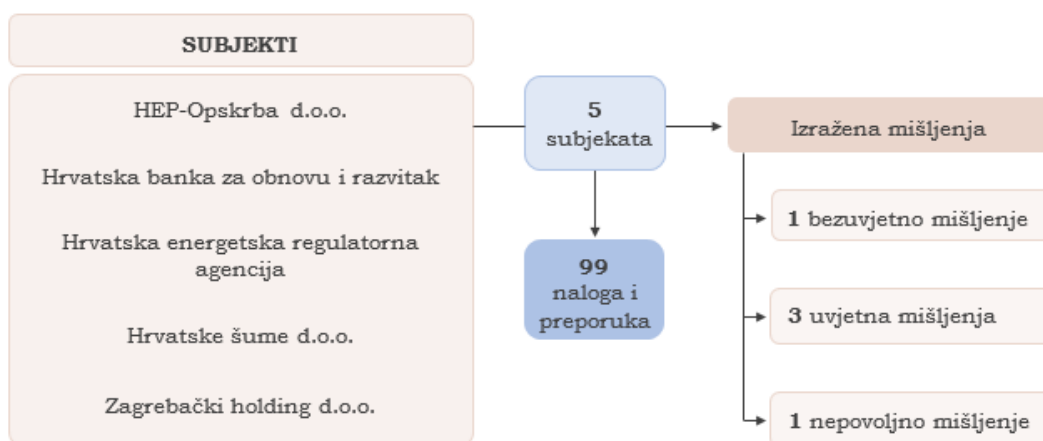 SUBJEKTI
HEP-Opskrba d.o.o.
Hrvatska banka za obnovu i razvitak
Hrvatska energetska regulatorna
agencija
Hrvatske šume d.o.o.
Zagrebački holding d.o.o.
5
subjekata
99
naloga i
preporuka
Izražena mišljenja
1 bezuvjetno mišljenje
3 uvjetna mišljenja
1 nepovoljno mišljenje